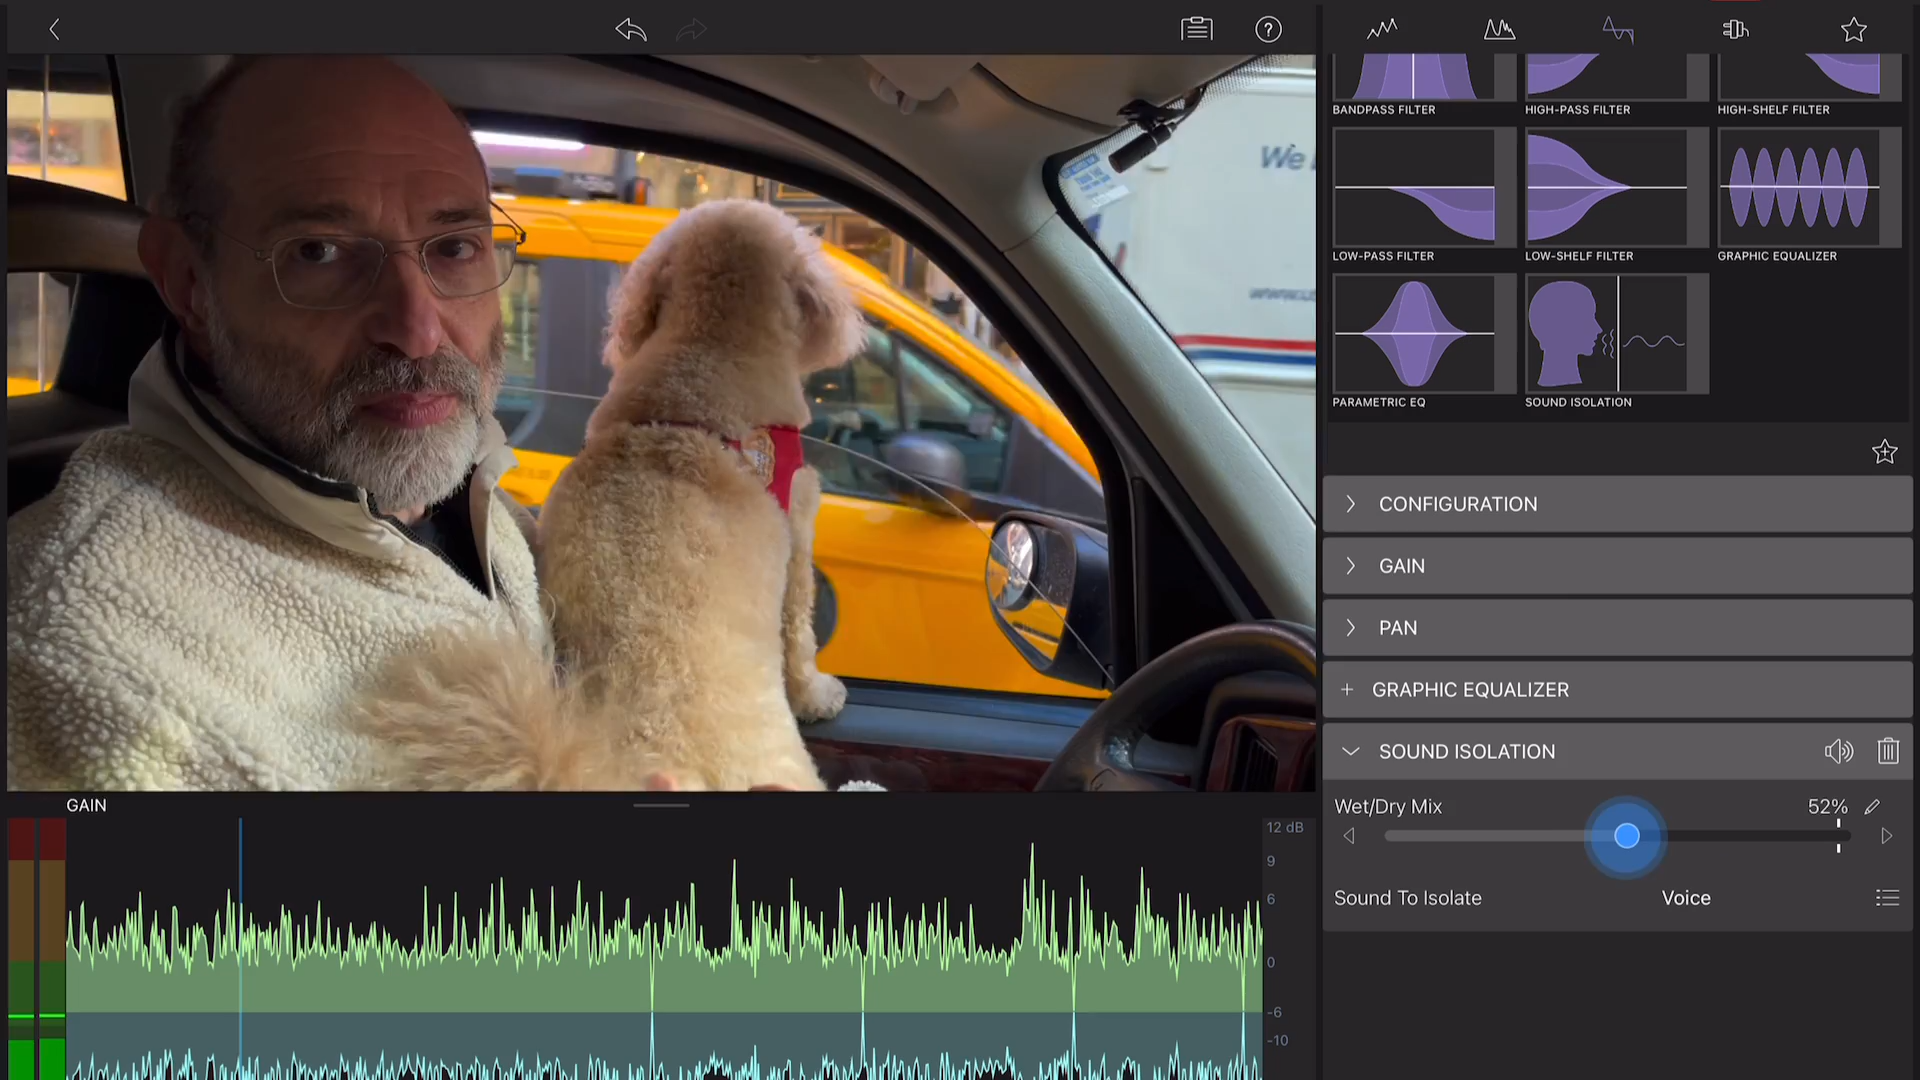 BANDPASS FILTER
HIGH-PASS FILTER
HIGH-SHELF FILTER
We
LOW-PASS FILTER
LOW-SHELF FILTER
GRAPHIC EQUALIZER
PARAMETRIC EQ
SOUND ISOLATION
CONFIGURATION
GAIN
PAN
GRAPHIC EQUALIZER
SOUND ISOLATION
Wet/Dry Mix
52%
Sound To Isolate
Voice
GAIN
12 dB
9
6
0
-6
-10